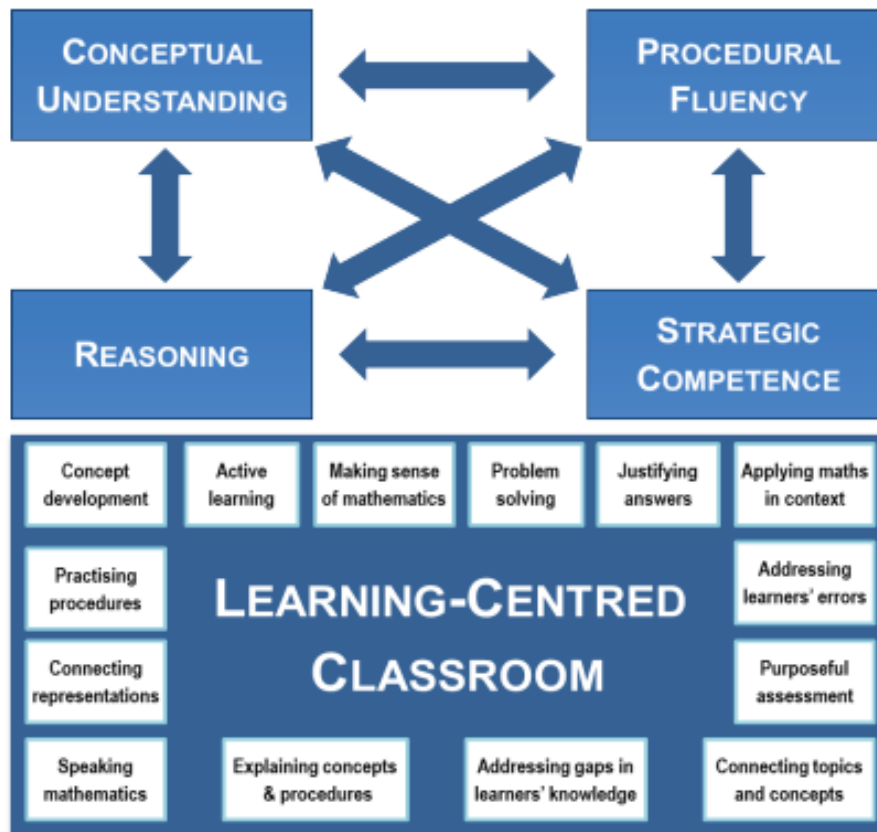 CONCEPTUAL
UNDERSTANDING
PROCEDURAL
FLUENCY
REASONING
STRATEGIC
COMPETENCE
Concept
development
Active
learning
Making sense
of mathematics
Problem
solving
Justifying
answers
Applying maths
in context
Practising
procedures
LEARNING-CENTRED
CLASSROOM
Addressing
learners' errors
Connecting
representations
Purposeful
assessment
Speaking
mathematics
Explaining concepts
& procedures
Addressing gaps in
learners' knowledge
Connecting topics
and concepts